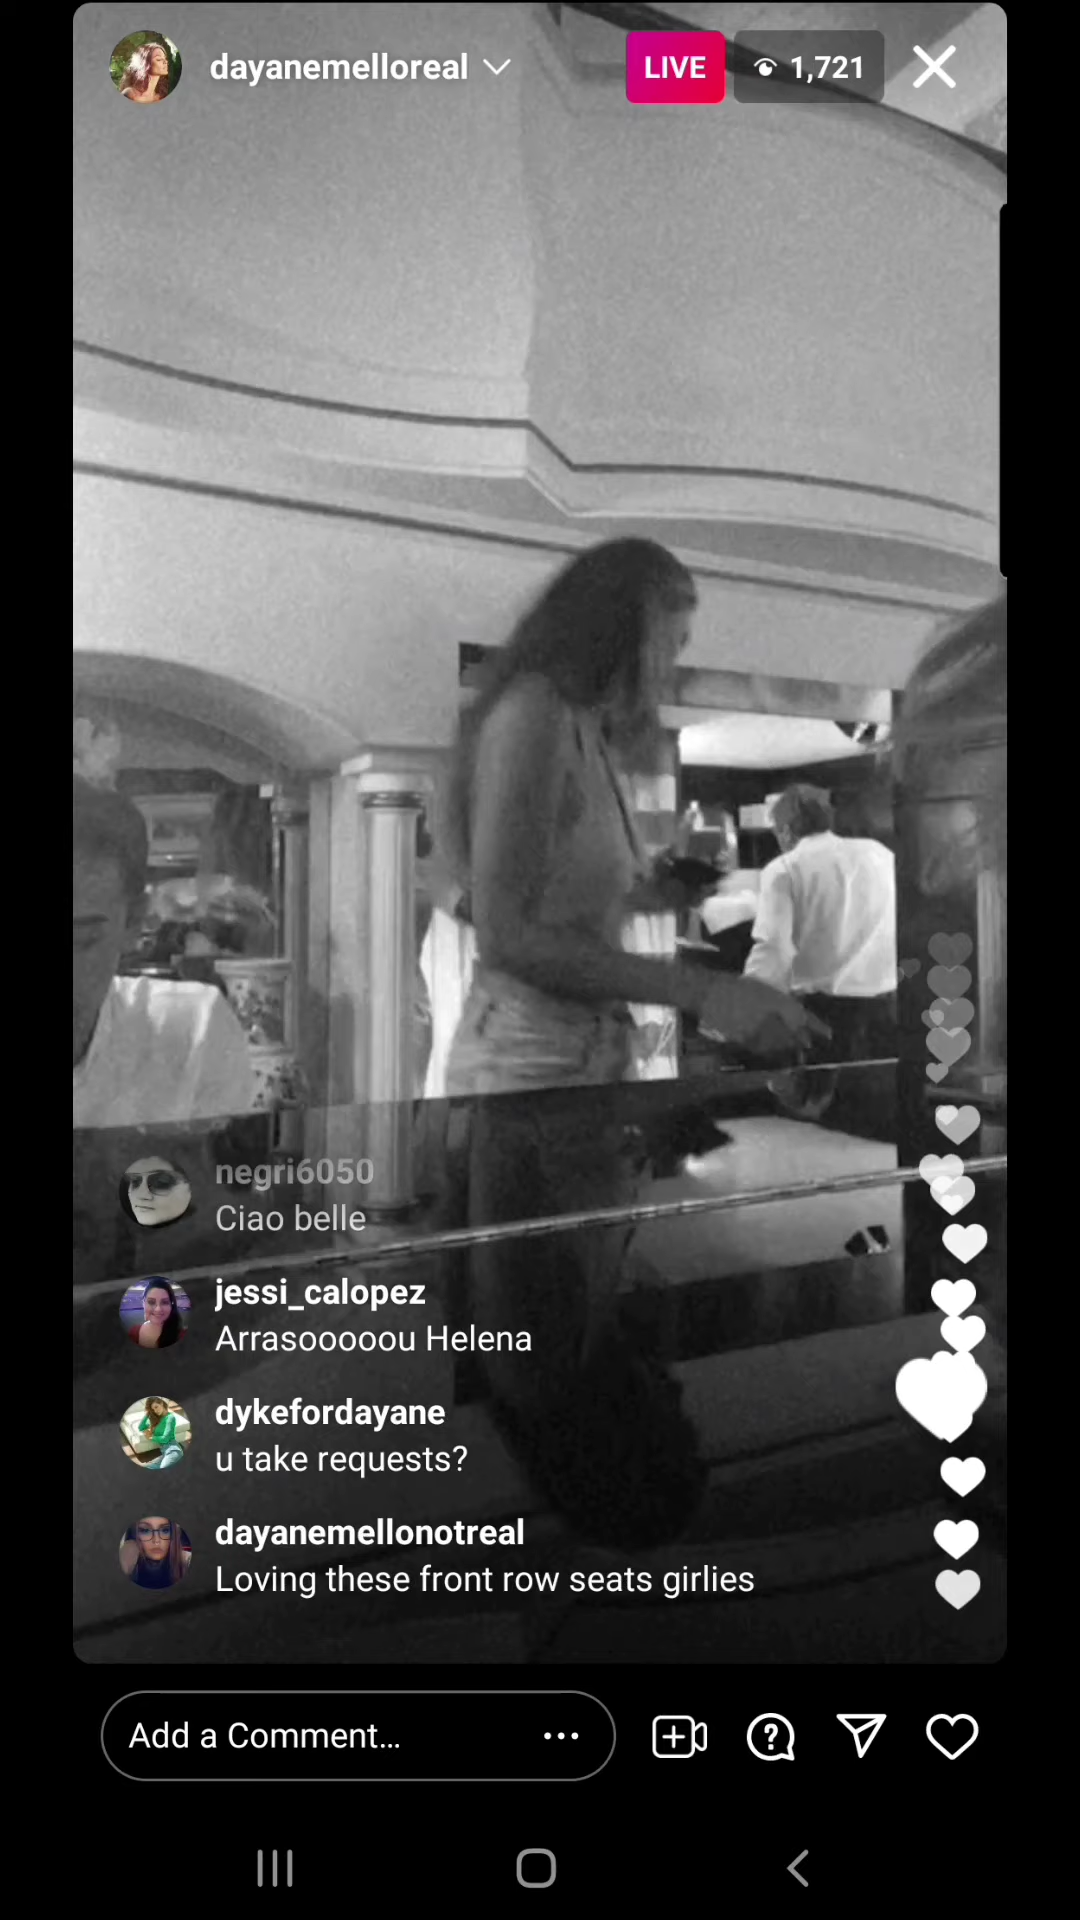 dayanemelloreal
LIVE
1,721
negri6050
Ciao belle
jessi_calopez
Arrasooooou Helena
dykefordayane
u take requests?
dayanemellonotreal
Loving these front row seats girlies
Add a Comment...